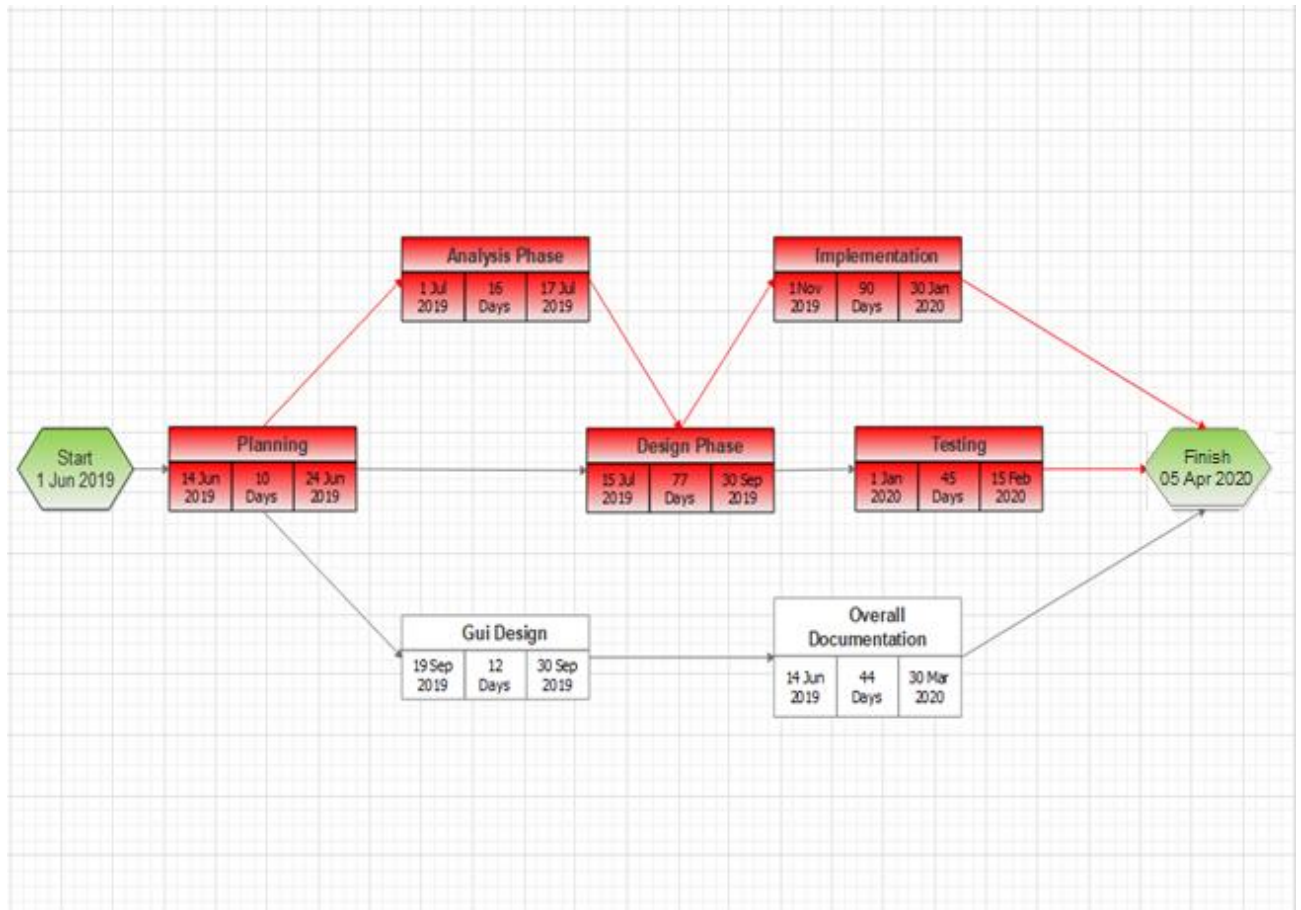 Analysis Phase
1 Jul
2019
16
Days
17 Jul
2019
Implementation
1 Nov
2019
90
Days
30 Jan
2020
Start
1 Jun 2019
Planning
14 Jun
2019
10
Days
24 Jun
2019
Design Phase
15 Jul
2019
77
Days
30 Sep
2019
Testing
1 Jan
2020
45
Days
15 Feb
2020
Finish
05 Apr 2020
Gui Design
19 Sep
2019
12
Days
30 Sep
2019
Overall
Documentation
14 Jun
2019
44
Days
30 Mar
2020